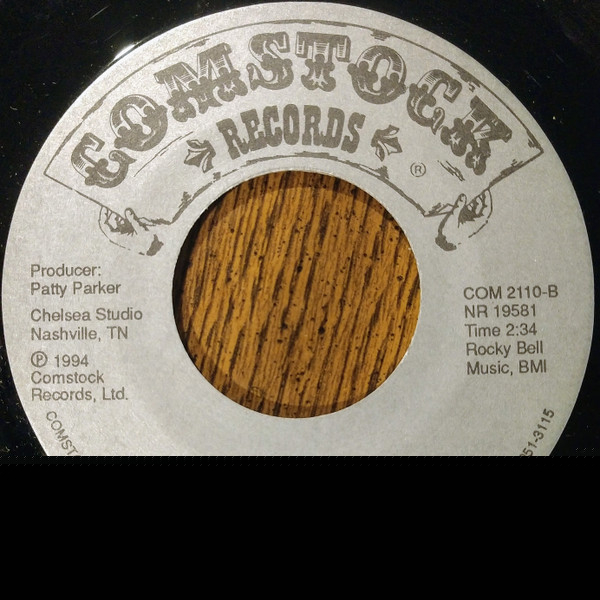 COMSTOCK
RECORDS
®
Producer:
Patty Parker
Chelsea Studio
Nashville, TN
℗ 1994
Comstock
Records, Ltd.
COM 2110-B
NR 19581
Time 2:34
Rocky Bell
Music, BMI